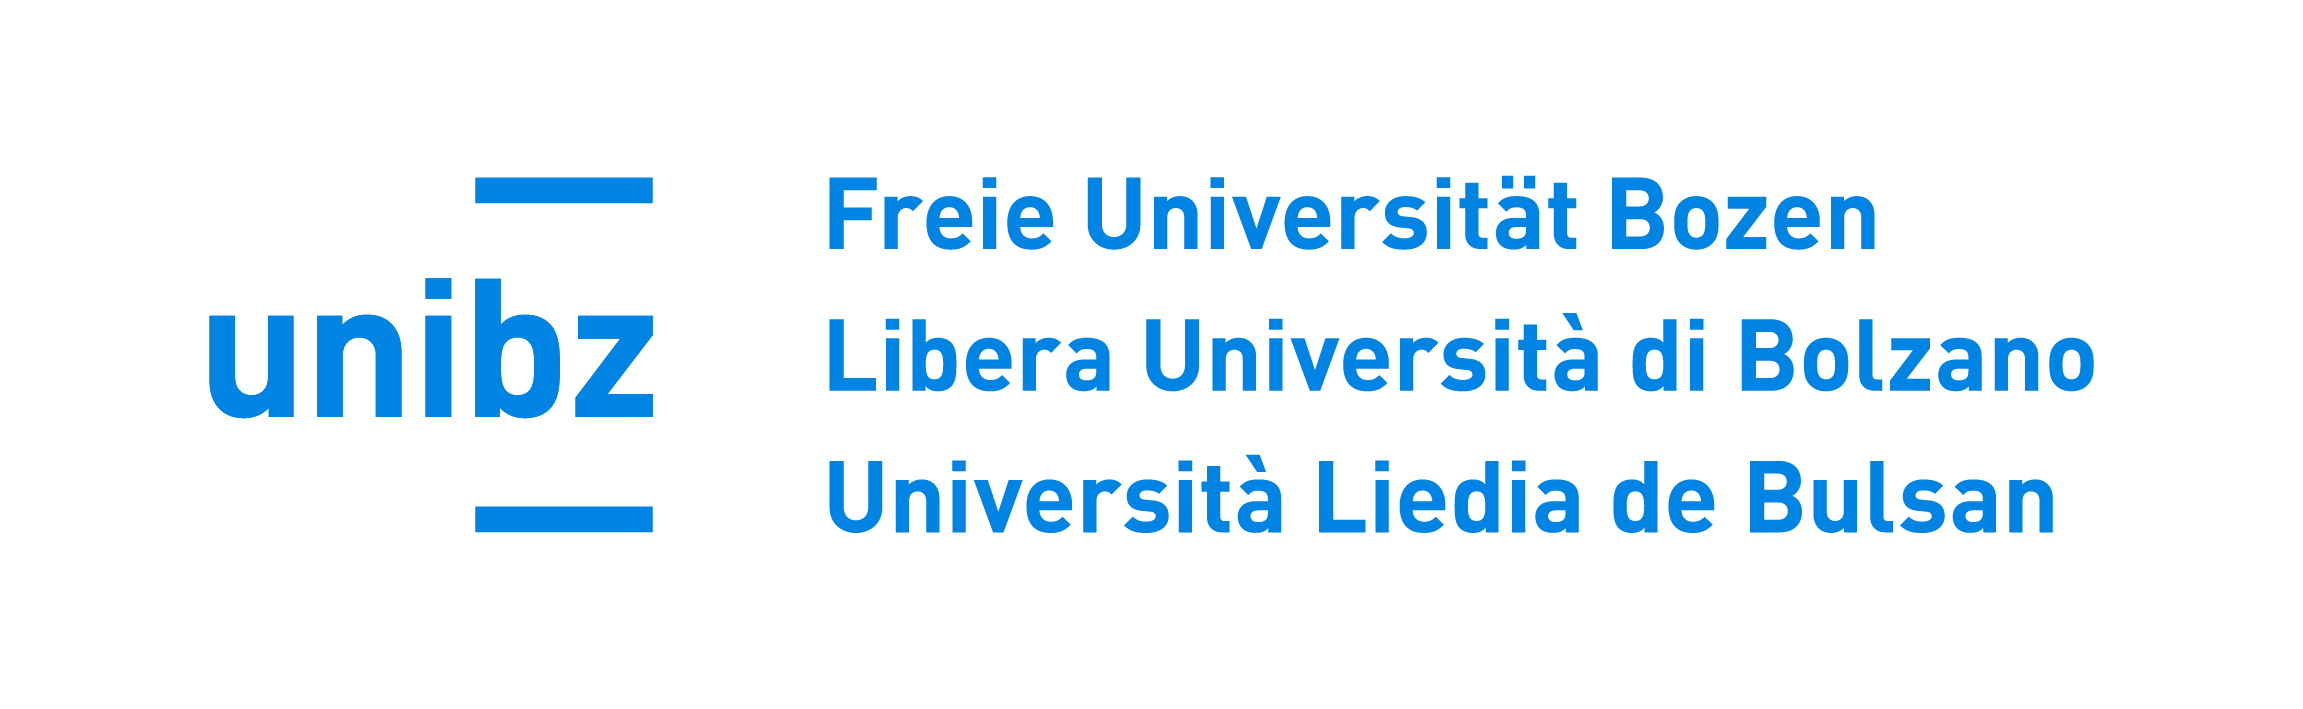 unibz
Freie Universität Bozen
Libera Università di Bolzano
Università Liedia de Bulsan